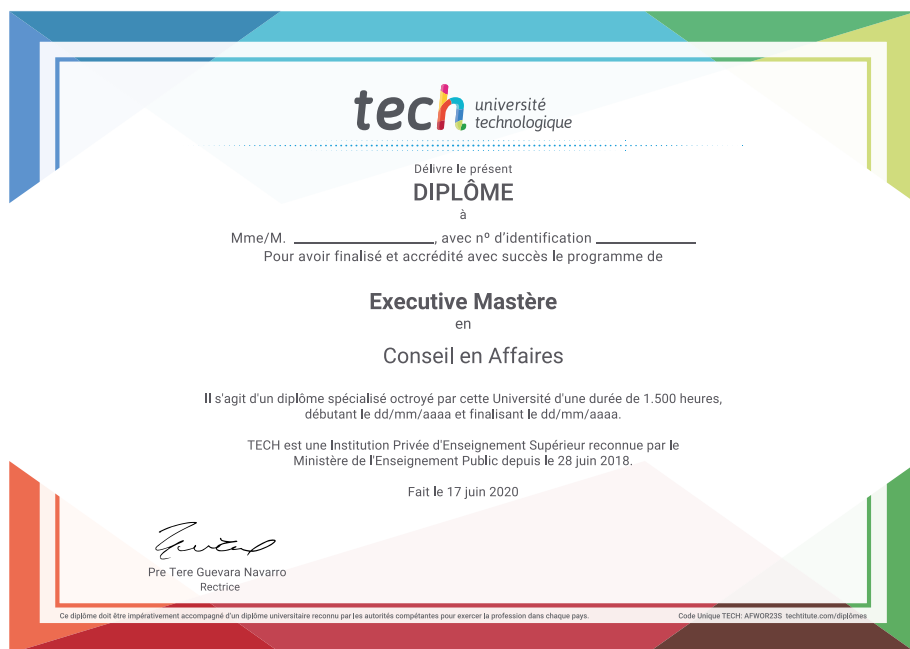 tech université
technologique
Délivre le présent
DIPLÔME
à
Mme/M. ____________, avec nº d'identification ____________
Pour avoir finalisé et accrédité avec succès le programme de
Executive Mastère
en
Conseil en Affaires
Il s'agit d'un diplôme spécialisé octroyé par cette Université d'une durée de 1.500 heures,
débutant le dd/mm/aaaa et finalisant le dd/mm/aaaa.
TECH est une Institution Privée d'Enseignement Supérieur reconnue par le
Ministère de l'Enseignement Public depuis le 28 juin 2018.
Fait le 17 juin 2020
Pre Tere Guevara Navarro
Rectrice
Ce diplôme doit être impérativement accompagné d'un diplôme universitaire reconnu par les autorités compétentes pour exercer la profession dans chaque pays. Code Unique TECH: AFWOR23S techtitute.com/diplômes